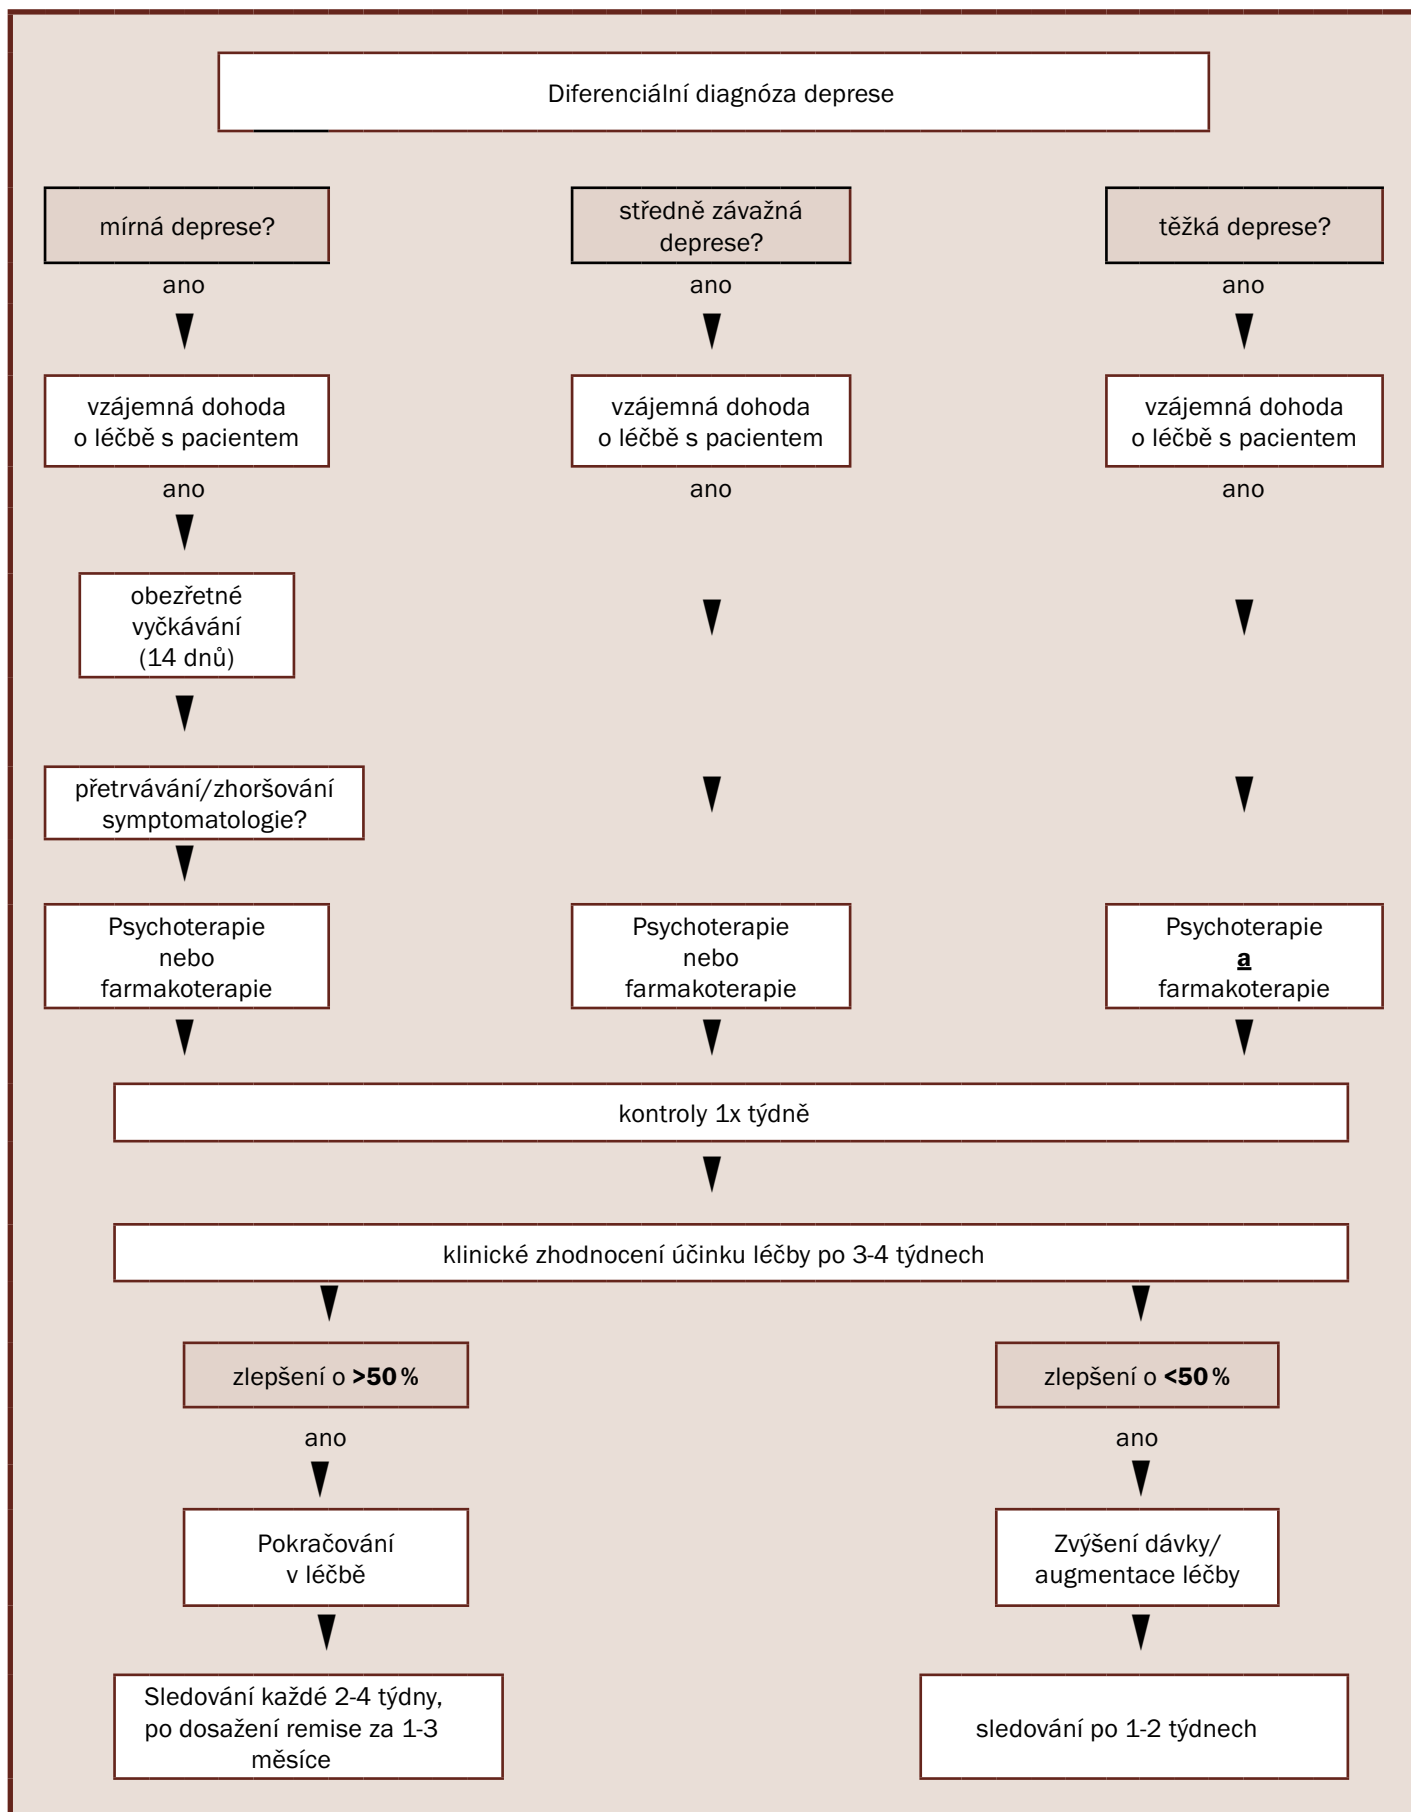 Diferenciální diagnóza deprese
mírná deprese?
středně závažná
deprese?
těžká deprese?
ano
ano
ano
vzájemná dohoda
o léčbě s pacientem
vzájemná dohoda
o léčbě s pacientem
vzájemná dohoda
o léčbě s pacientem
ano
ano
ano
obezřetné
vyčkávání
(14 dnů)
přetrvávání/zhoršování
symptomatologie?
Psychoterapie
nebo
farmakoterapie
Psychoterapie
nebo
farmakoterapie
Psychoterapie
a
farmakoterapie
kontroly 1x týdně
klinické zhodnocení účinku léčby po 3-4 týdnech
zlepšení o >50 %
zlepšení o <50 %
ano
ano
Pokračování
v léčbě
Zvýšení dávky/
augmentace léčby
Sledování každé 2-4 týdny,
po dosažení remise za 1-3
měsíce
sledování po 1-2 týdnech